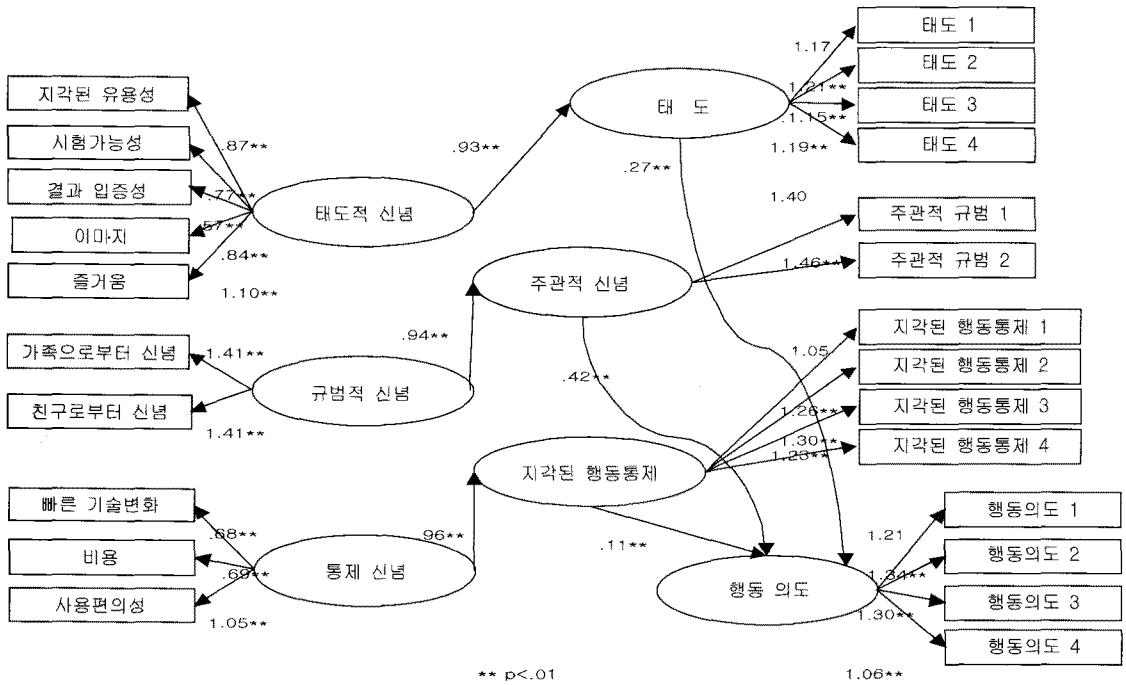 지각된 유용성
시험가능성
결과 입증성
이마지
즐거움
.87**
.77**
.57**
.84**
1.10**
태도적 신념
.93**
태 도
1.17
1.21**
1.15**
1.19**
태도 1
태도 2
태도 3
태도 4
.27**
가족으로부터 신념
친구로부터 신념
1.41**
1.41**
규범적 신념
.94**
주관적 신념
1.40
1.46**
주관적 규범 1
주관적 규범 2
.42**
빠른 기술변화
비용
사용편의성
.68**
.69**
1.05**
통제 신념
.96**
지각된 행동통제
1.05
1.26**
1.30**
1.23**
지각된 행동통제 1
지각된 행동통제 2
지각된 행동통제 3
지각된 행동통제 4
.11**
행동 의도
1.21
1.34**
1.30**
1.06**
행동의도 1
행동의도 2
행동의도 3
행동의도 4
** p<.01